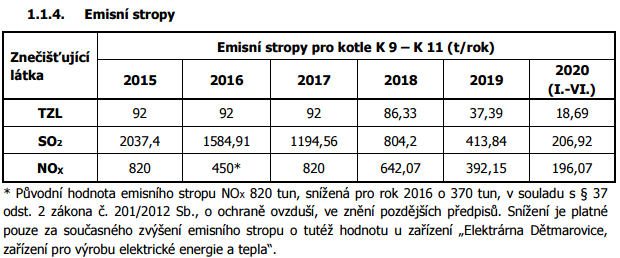 1.1.4. Emisní stropy
Znečišťující látka
Emisní stropy pro kotle K 9 – K 11 (t/rok)
2015 2016 2017 2018 2019 2020 (I.-VI.)
TZL 92 92 92 86,33 37,39 18,69
SO₂ 2037,4 1584,91 1194,56 804,2 413,84 206,92
NOₓ 820 450* 820 642,07 392,15 196,07
* Původní hodnota emisního stropu NOₓ 820 tun, snížená pro rok 2016 o 370 tun, v souladu s § 37
odst. 2 zákona č. 201/2012 Sb., o ochraně ovzduší, ve znění pozdějších předpisů. Snížení je platné
pouze za současného zvýšení emisního stropu o tutéž hodnotu u zařízení „Elektrárna Dětmarovice,
zařízení pro výrobu elektrické energie a tepla“.